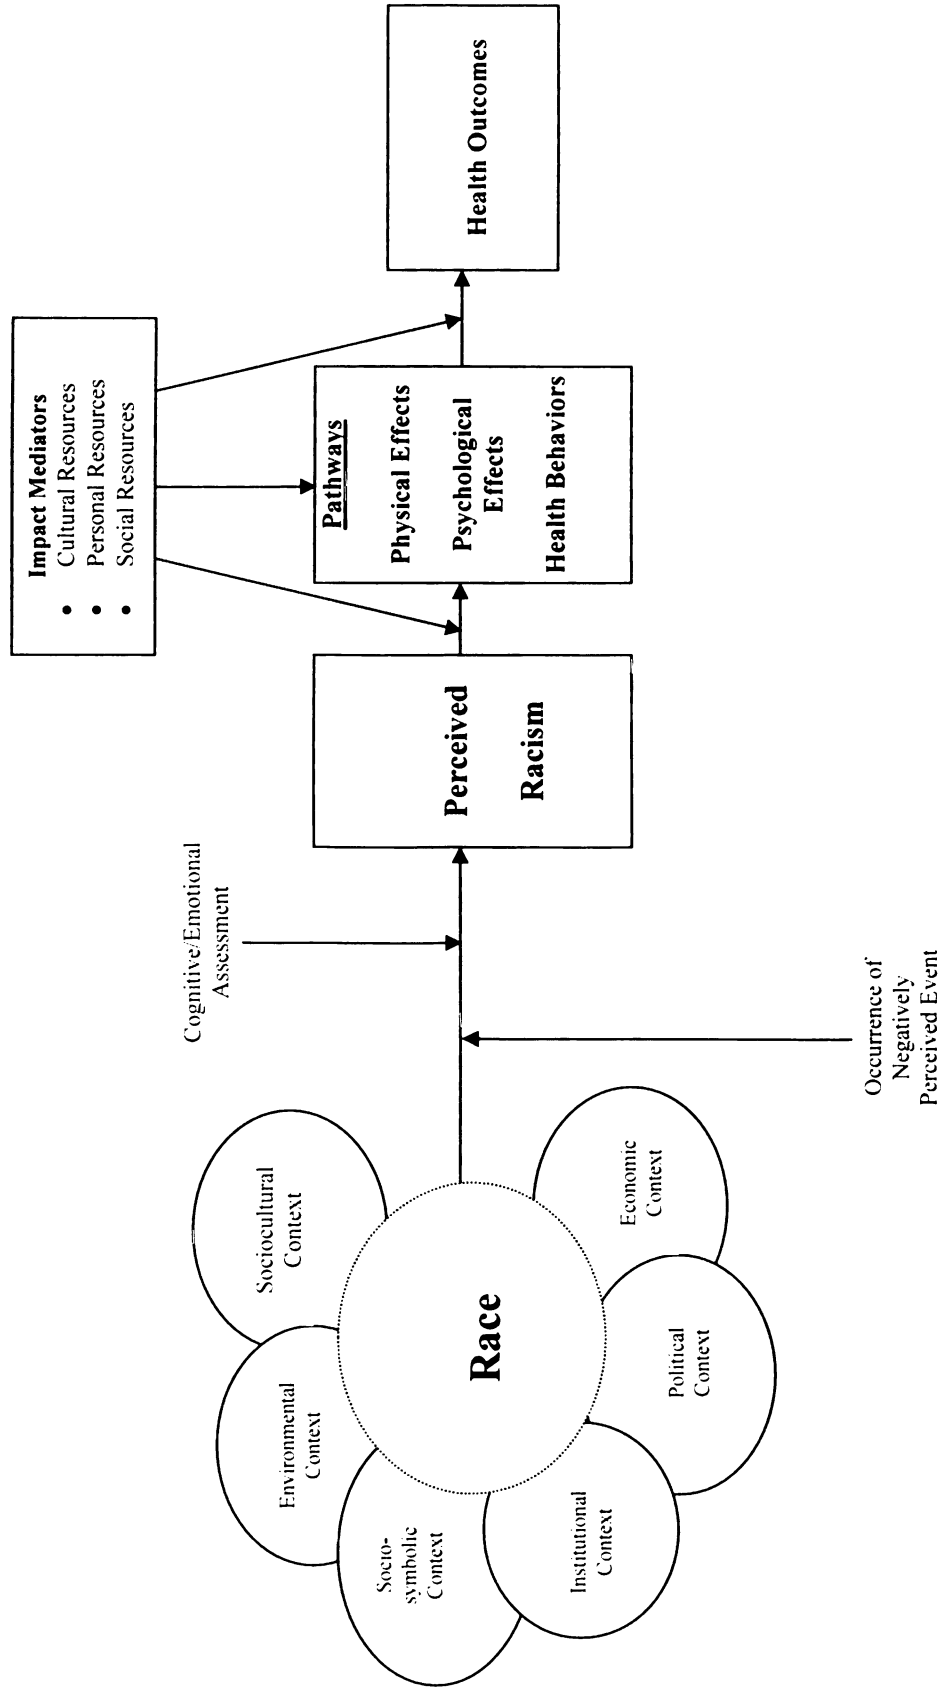 Sociocultural
Context
Environmental
Context
Socio-
symbolic
Context
Institutional
Context
Political
Context
Economic
Context
Race
Cognitive/Emotional
Assessment
Occurrence of
Negatively
Perceived Event
Perceived
Racism
Impact Mediators
• Cultural Resources
• Personal Resources
• Social Resources
Pathways
Physical Effects
Psychological
Effects
Health Behaviors
Health Outcomes